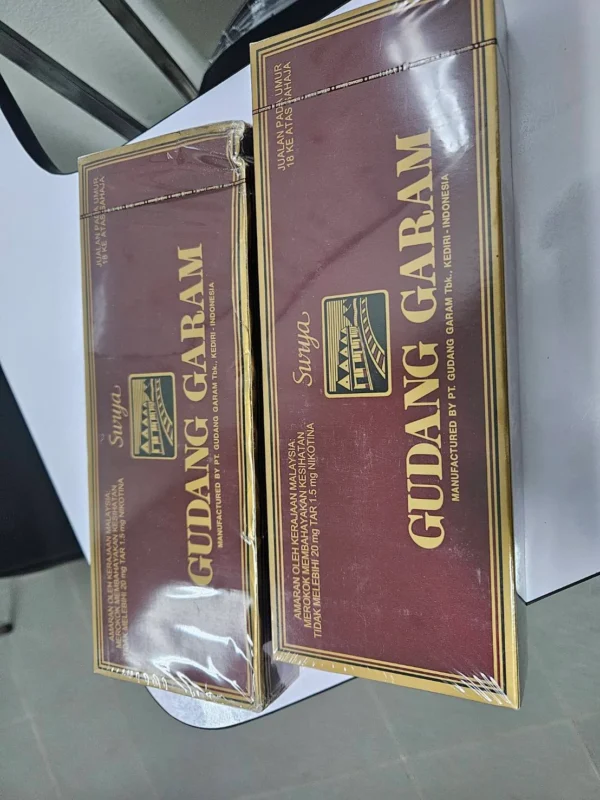 AMARAN OLEH KERAJAAN MALAYSIA:
MEROKOK MEMBAHAYAKAN KESIHATAN
TIDAK MELEBIHI 20 mg TAR 1.5 mg NIKOTINA
JUALAN PADA UMUR
18 KE ATAS SAHAJA
Surya
GUDANG GARAM
MANUFACTURED BY PT. GUDANG GARAM Tbk., KEDIRI - INDONESIA
AMARAN OLEH KERAJAAN MALAYSIA:
MEROKOK MEMBAHAYAKAN KESIHATAN
TIDAK MELEBIHI 20 mg TAR 1.5 mg NIKOTINA
JUALAN PADA UMUR
18 KE ATAS SAHAJA
Surya
GUDANG GARAM
MANUFACTURED BY PT. GUDANG GARAM Tbk., KEDIRI - INDONESIA